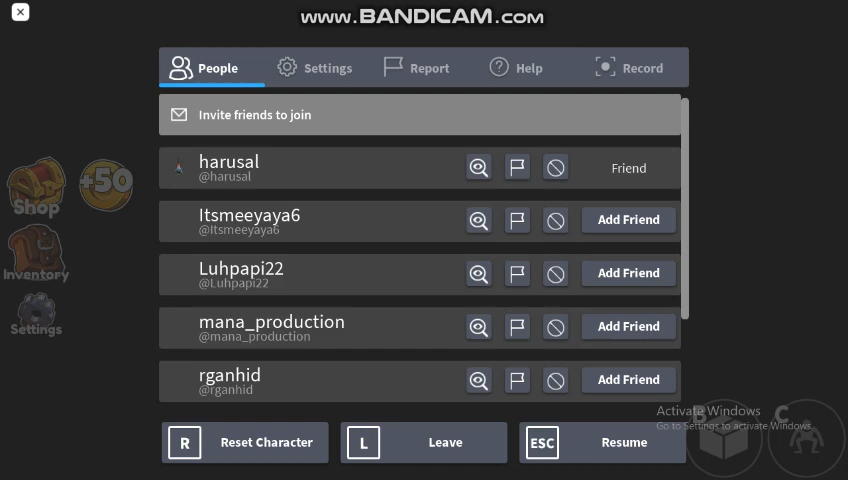 www.BANDICAM.com
People
Settings
Report
Help
Record
Invite friends to join
harusal
@harusal
Friend
Itsmeeyaya6
@Itsmeeyaya6
Add Friend
Luhpapi22
@Luhpapi22
Add Friend
mana_production
@mana_production
Add Friend
rganhid
@rganhid
Add Friend
+50
Shop
Inventory
Settings
R Reset Character
L Leave
ESC Resume
B
C
Activate Windows
Go to Settings to activate Windows.